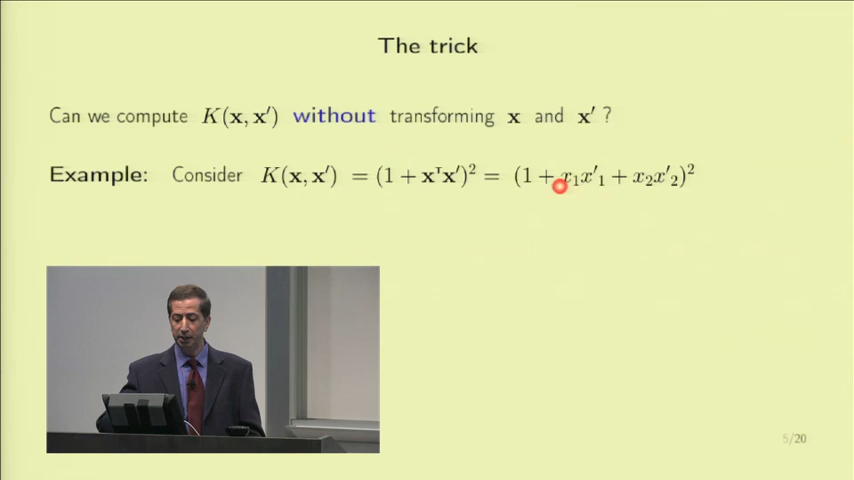 The trick
Can we compute K(x, x′) without transforming x and x′ ?
Example: Consider K(x, x′) = (1 + xᵀx′)² = (1 + x₁x′₁ + x₂x′₂)²
5/20